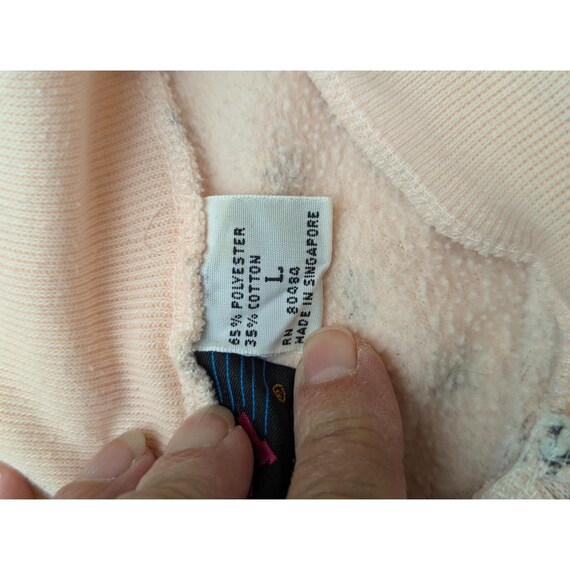 65% POLYESTER
35% COTTON
L
RN 80484
MADE IN SINGAPORE